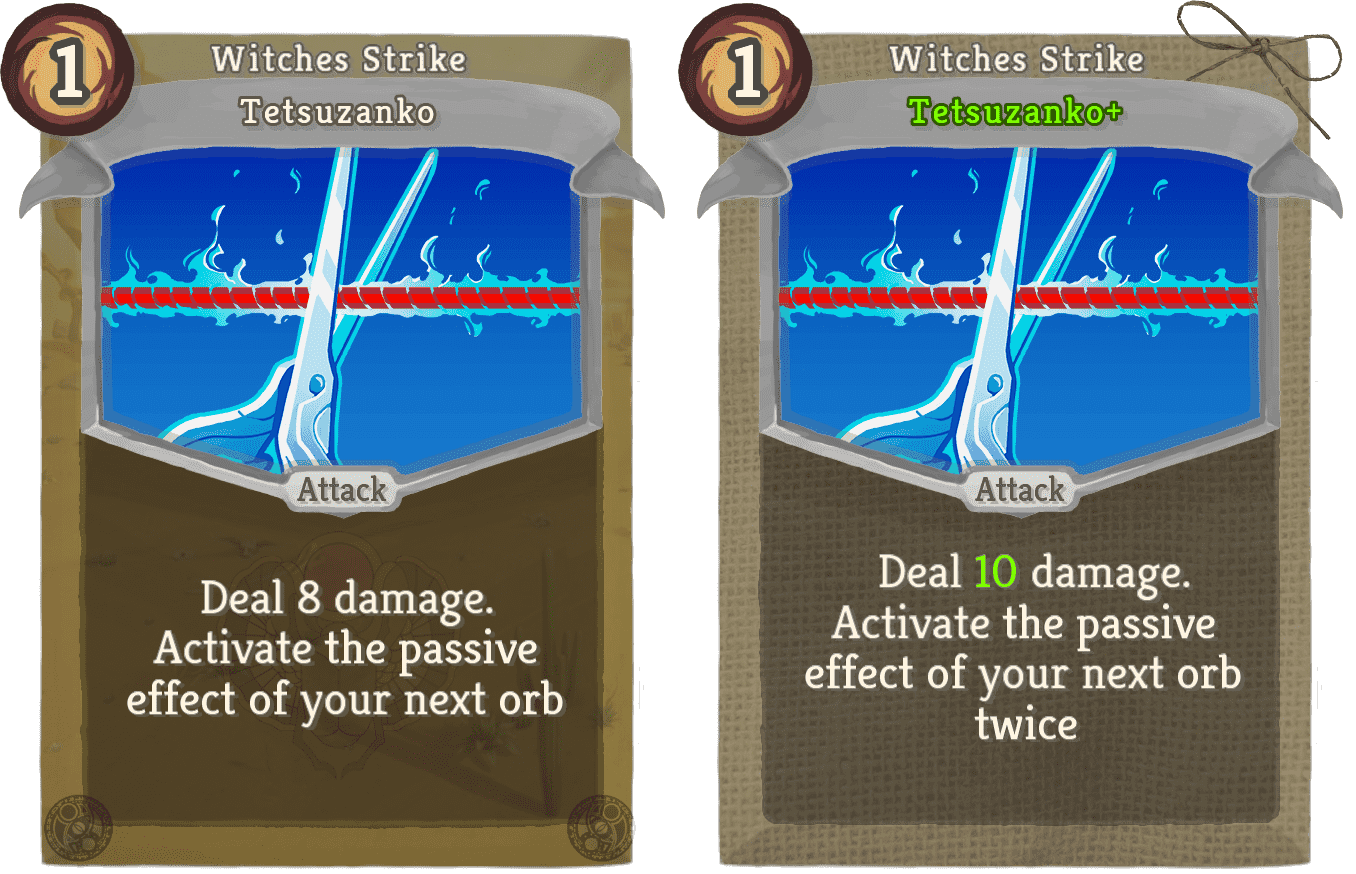 1
Witches Strike
Tetsuzanko
Attack
Deal 8 damage.
Activate the passive
effect of your next orb
1
Witches Strike
Tetsuzanko+
Attack
Deal 10 damage.
Activate the passive
effect of your next orb
twice